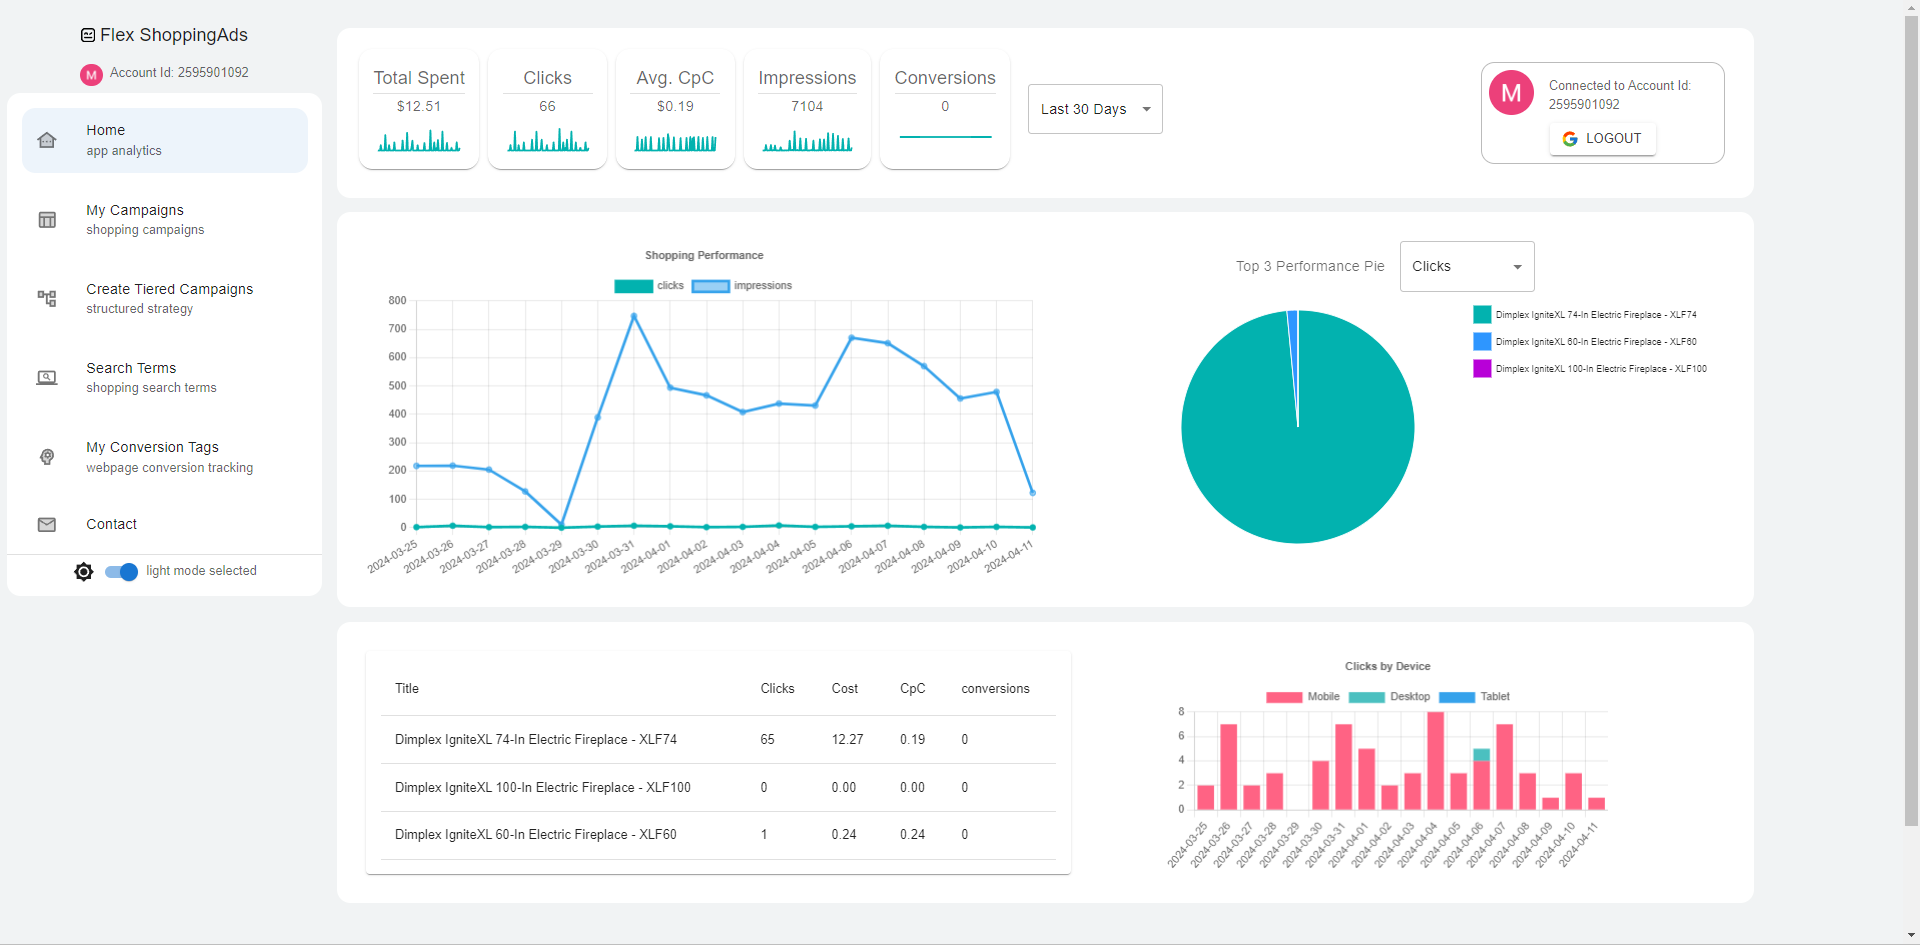 Flex ShoppingAds
M
Account Id: 2595901092
Home
app analytics
My Campaigns
shopping campaigns
Create Tiered Campaigns
structured strategy
Search Terms
shopping search terms
My Conversion Tags
webpage conversion tracking
Contact
light mode selected
Total Spent
$12.51
Clicks
66
Avg. CpC
$0.19
Impressions
7104
Conversions
0
Last 30 Days
M
Connected to Account Id:
2595901092
LOGOUT
Shopping Performance
clicks
impressions
800
700
600
500
400
300
200
100
0
2024-03-25
2024-03-26
2024-03-27
2024-03-28
2024-03-29
2024-03-30
2024-03-31
2024-04-01
2024-04-02
2024-04-03
2024-04-04
2024-04-05
2024-04-06
2024-04-07
2024-04-08
2024-04-09
2024-04-10
2024-04-11
Top 3 Performance Pie
Clicks
Dimplex IgniteXL 74-In Electric Fireplace - XLF74
Dimplex IgniteXL 60-In Electric Fireplace - XLF60
Dimplex IgniteXL 100-In Electric Fireplace - XLF100
Title Clicks Cost CpC conversions
Dimplex IgniteXL 74-In Electric Fireplace - XLF74 65 12.27 0.19 0
Dimplex IgniteXL 100-In Electric Fireplace - XLF100 0 0.00 0.00 0
Dimplex IgniteXL 60-In Electric Fireplace - XLF60 1 0.24 0.24 0
Clicks by Device
Mobile
Desktop
Tablet
8
6
4
2
0
2024-03-25
2024-03-26
2024-03-27
2024-03-28
2024-03-29
2024-03-30
2024-03-31
2024-04-01
2024-04-02
2024-04-03
2024-04-04
2024-04-05
2024-04-06
2024-04-07
2024-04-08
2024-04-09
2024-04-10
2024-04-11